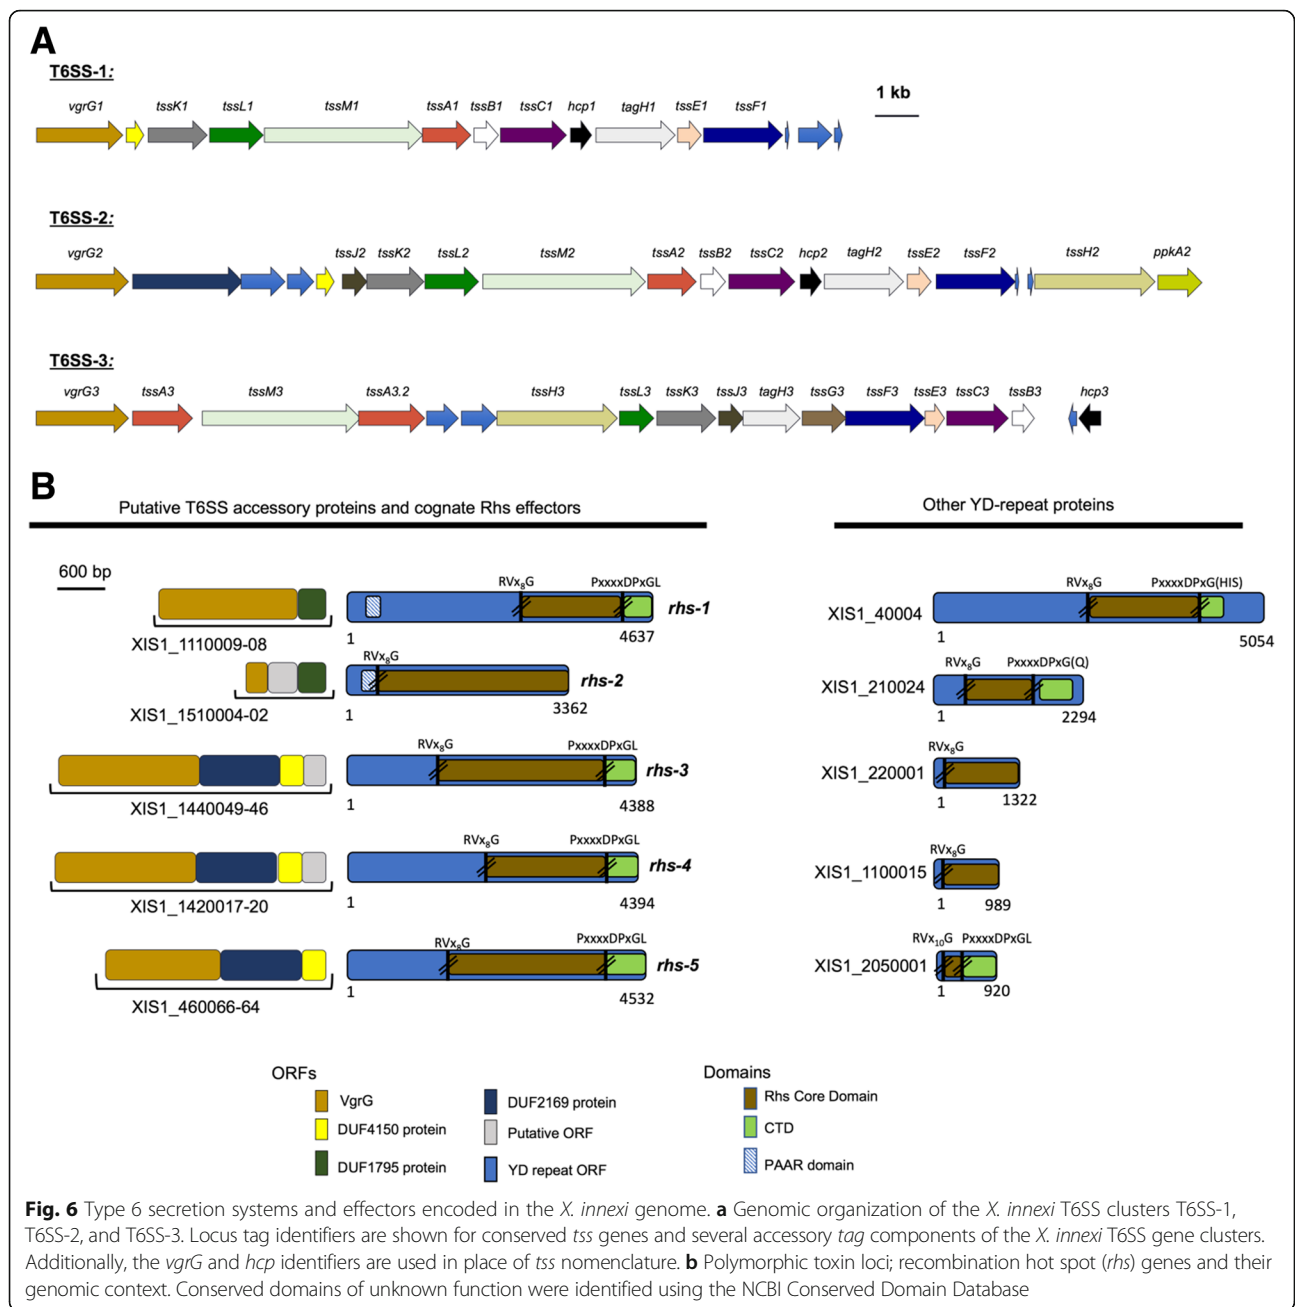 A
T6SS-1:
1 kb
vgrG1 tssK1 tssL1 tssM1 tssA1 tssB1 tssC1 hcp1 tagH1 tssE1 tssF1
T6SS-2:
vgrG2 tssJ2 tssK2 tssL2 tssM2 tssA2 tssB2 tssC2 hcp2 tagH2 tssE2 tssF2 tssH2 ppkA2
T6SS-3:
vgrG3 tssA3 tssM3 tssA3.2 tssH3 tssL3 tssK3 tssJ3 tagH3 tssG3 tssF3 tssE3 tssC3 tssB3 hcp3
B
Putative T6SS accessory proteins and cognate Rhs effectors
600 bp
RVx8G PxxxxDPxGL
rhs-1
XIS1_1110009-08
1 4637
RVx8G
rhs-2
XIS1_1510004-02
1 3362
RVx8G PxxxxDPxGL
rhs-3
XIS1_1440049-46
1 4388
RVx8G PxxxxDPxGL
rhs-4
XIS1_1420017-20
1 4394
RVx8G PxxxxDPxGL
rhs-5
XIS1_460066-64
1 4532
Other YD-repeat proteins
RVx8G PxxxxDPxG(HIS)
XIS1_40004
1 5054
RVx8G PxxxxDPxG(Q)
XIS1_210024
1 2294
RVx8G
XIS1_220001
1 1322
RVx8G
XIS1_1100015
1 989
RVx10G PxxxxDPxGL
XIS1_2050001
1 920
ORFs
VgrG
DUF4150 protein
DUF1795 protein
DUF2169 protein
Putative ORF
YD repeat ORF
Domains
Rhs Core Domain
CTD
PAAR domain
Fig. 6 Type 6 secretion systems and effectors encoded in the X. innexi genome. a Genomic organization of the X. innexi T6SS clusters T6SS-1,
T6SS-2, and T6SS-3. Locus tag identifiers are shown for conserved tss genes and several accessory tag components of the X. innexi T6SS gene clusters.
Additionally, the vgrG and hcp identifiers are used in place of tss nomenclature. b Polymorphic toxin loci; recombination hot spot (rhs) genes and their
genomic context. Conserved domains of unknown function were identified using the NCBI Conserved Domain Database